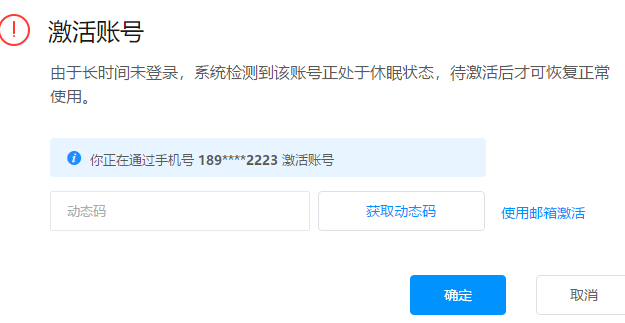 激活账号
由于长时间未登录，系统检测到该账号正处于休眠状态，待激活后才可恢复正常
使用。
你正在通过手机号 189****2223 激活账号
动态码 获取动态码 使用邮箱激活
确定 取消